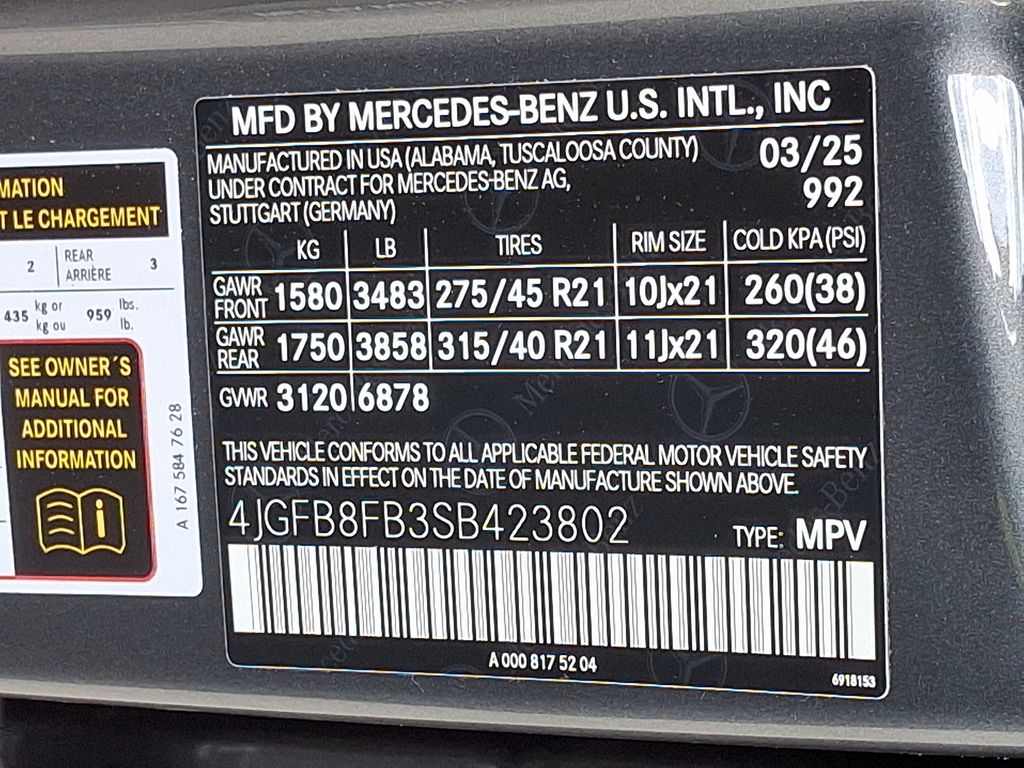 MATION
T LE CHARGEMENT
2 REAR 3
ARRIÈRE
435 kg or 959 lbs.
kg ou lb.
SEE OWNER´S
MANUAL FOR
ADDITIONAL
INFORMATION
A 167 584 76 28
MFD BY MERCEDES-BENZ U.S. INTL., INC
MANUFACTURED IN USA (ALABAMA, TUSCALOOSA COUNTY) 03/25
UNDER CONTRACT FOR MERCEDES-BENZ AG, 992
STUTTGART (GERMANY)
KG LB TIRES RIM SIZE COLD KPA (PSI)
GAWR FRONT 1580 3483 275/45 R21 10Jx21 260(38)
GAWR REAR 1750 3858 315/40 R21 11Jx21 320(46)
GVWR 3120 6878
THIS VEHICLE CONFORMS TO ALL APPLICABLE FEDERAL MOTOR VEHICLE SAFETY
STANDARDS IN EFFECT ON THE DATE OF MANUFACTURE SHOWN ABOVE.
4JGFB8FB3SB423802 TYPE: MPV
A 000 817 52 04
6918153